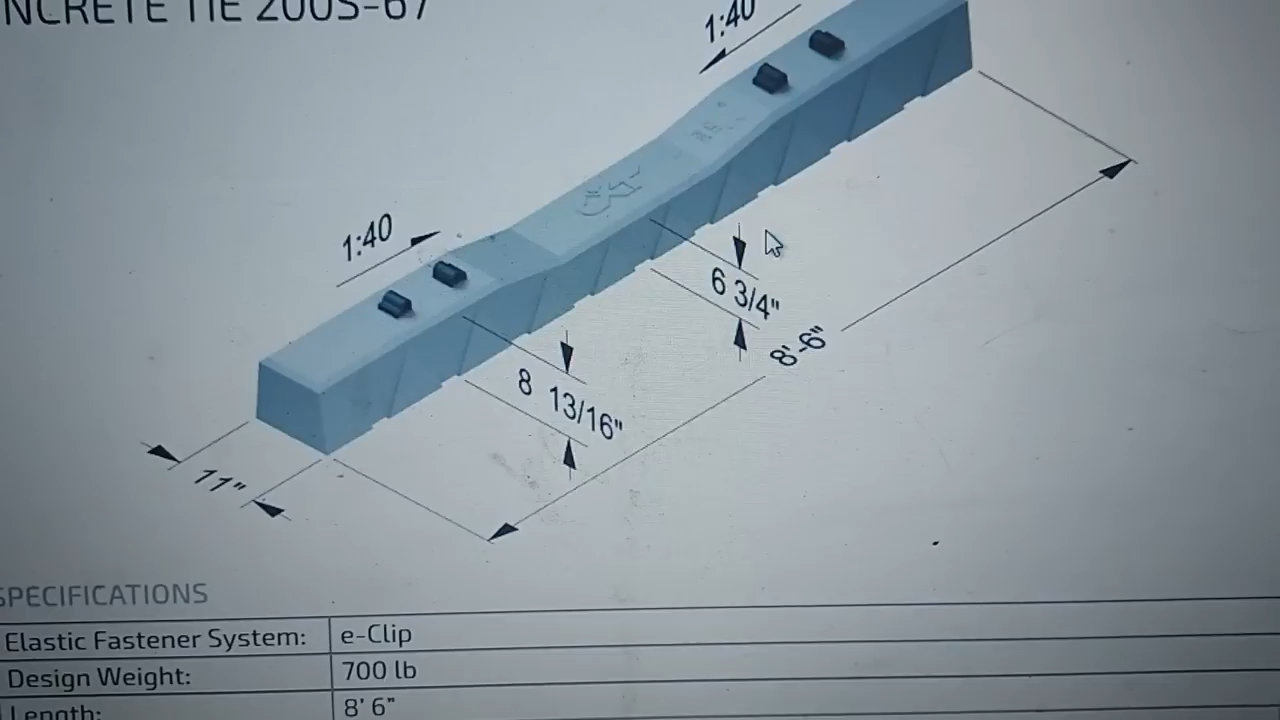 NCRETE TIE 200S-67
1:40
1:40
6 3/4"
8'-6"
8 13/16"
11"
SPECIFICATIONS
Elastic Fastener System: e-Clip
Design Weight: 700 lb
Length: 8' 6"